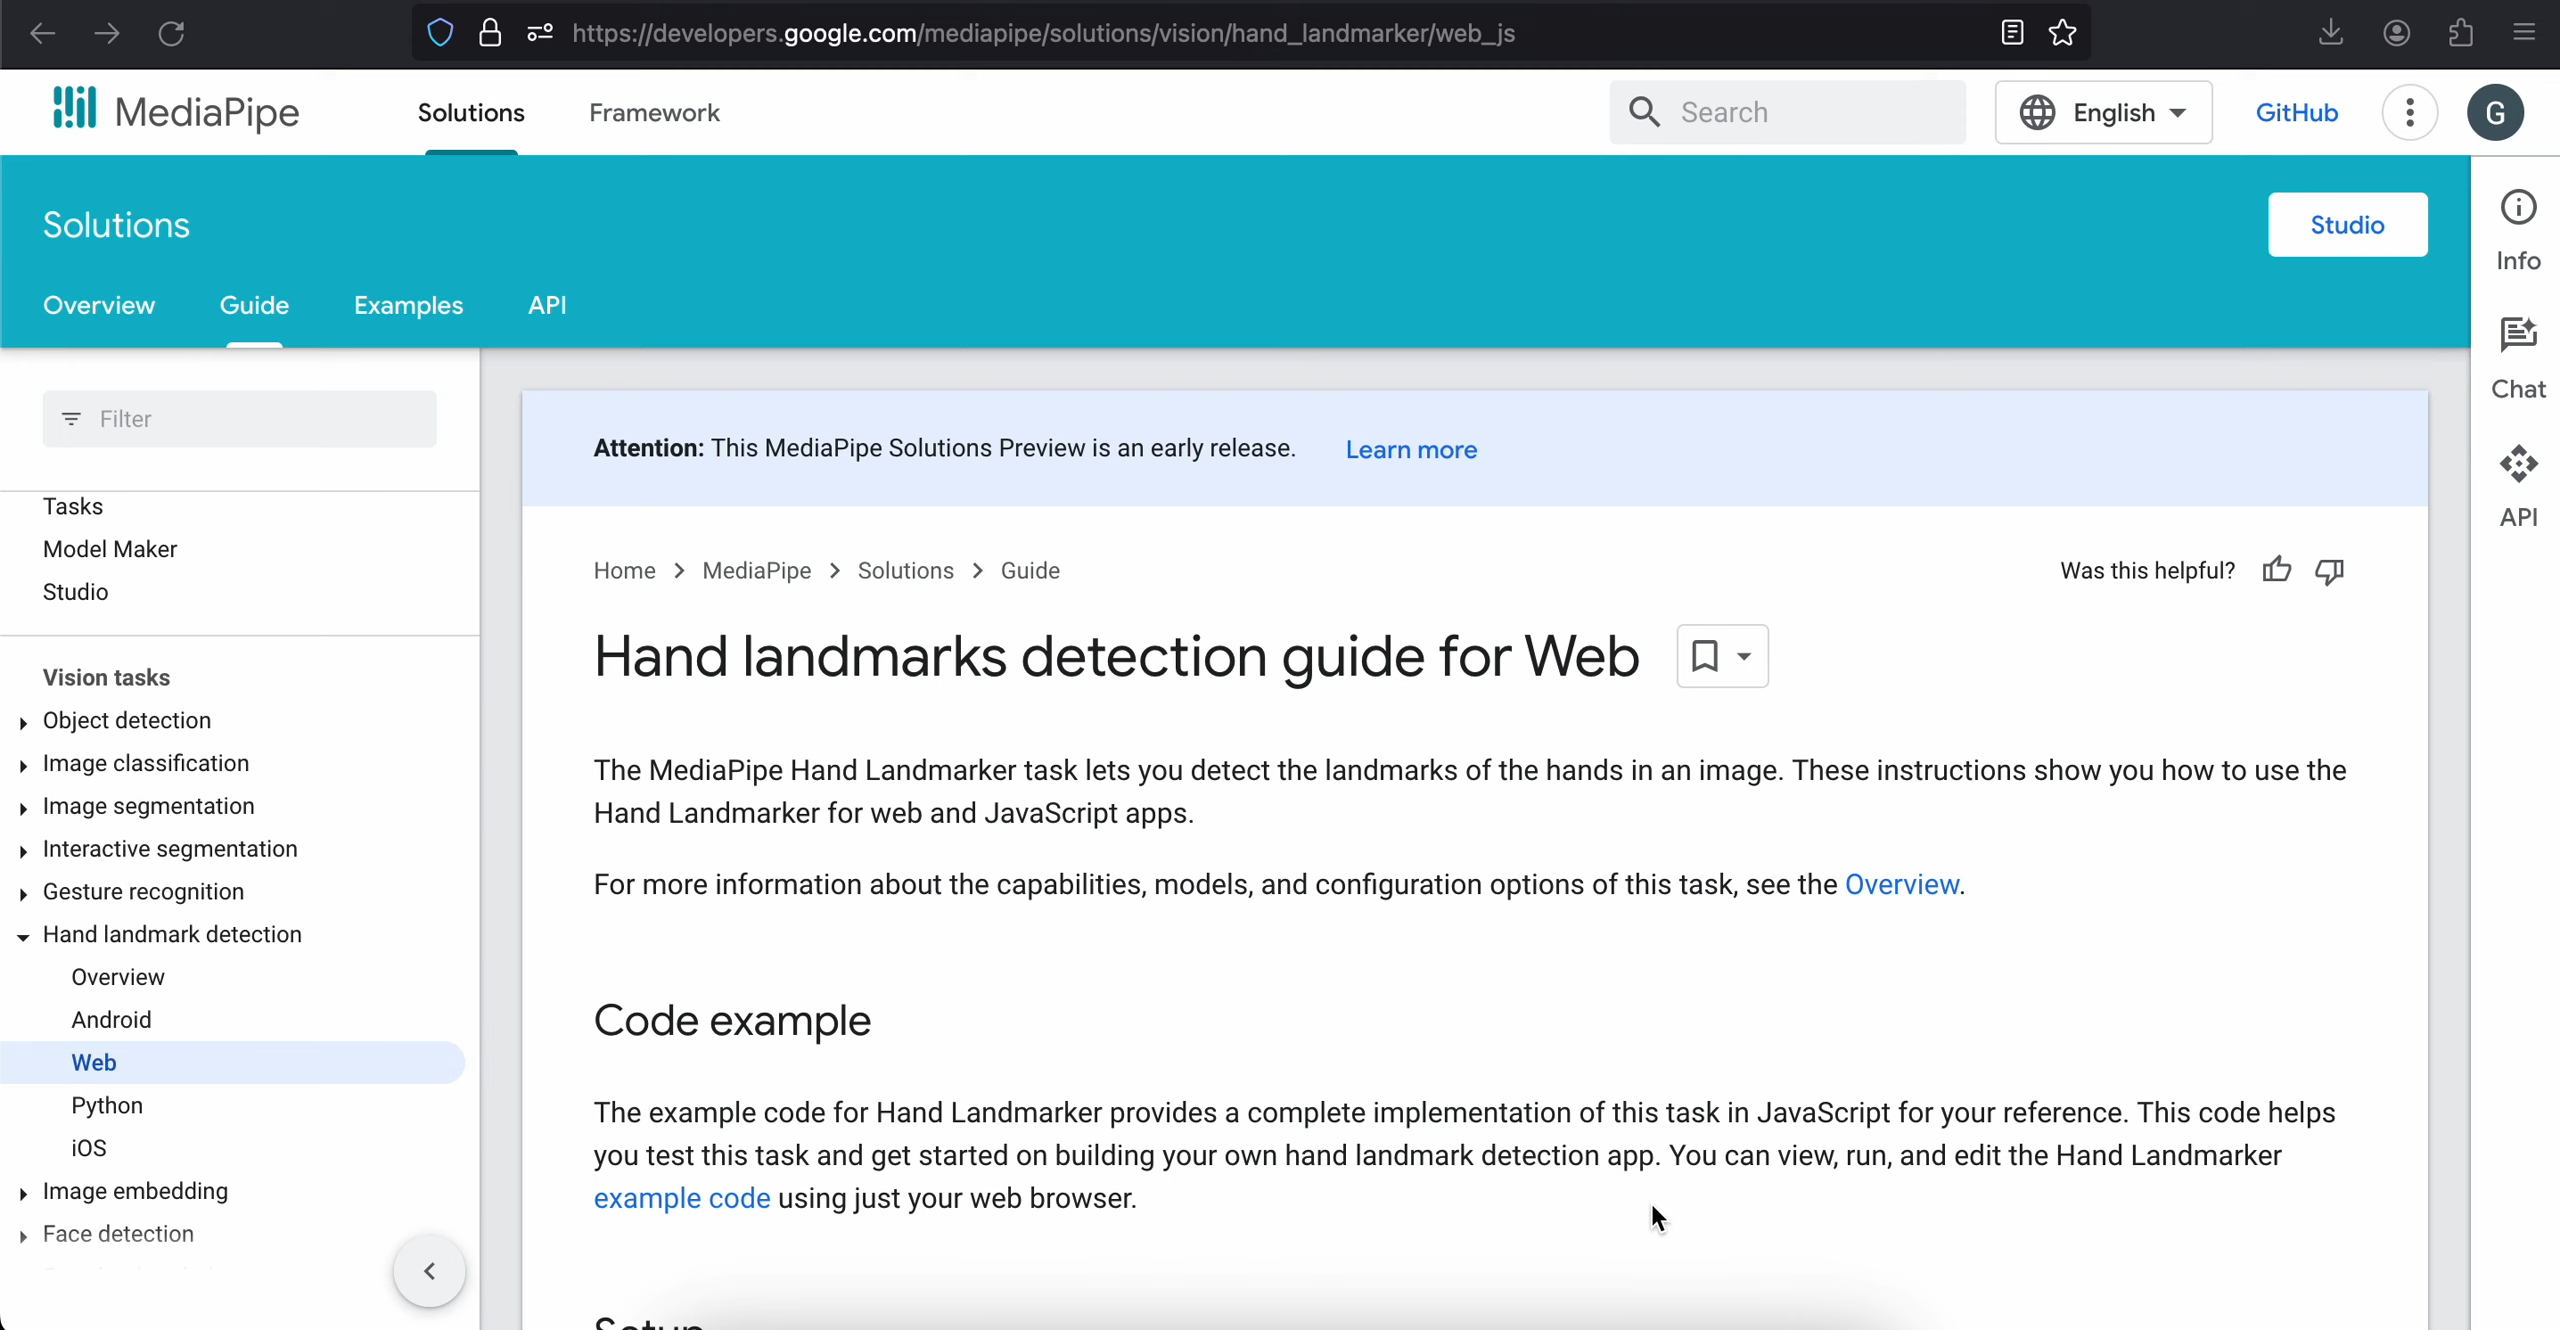 https://developers.google.com/mediapipe/solutions/vision/hand_landmarker/web_js
MediaPipe
Solutions
Framework
Search
English
GitHub
G
Solutions
Studio
Overview
Guide
Examples
API
Info
Chat
API
Filter
Tasks
Model Maker
Studio
Vision tasks
Object detection
Image classification
Image segmentation
Interactive segmentation
Gesture recognition
Hand landmark detection
Overview
Android
Web
Python
iOS
Image embedding
Face detection
Attention: This MediaPipe Solutions Preview is an early release. Learn more
Home > MediaPipe > Solutions > Guide
Was this helpful?
Hand landmarks detection guide for Web
The MediaPipe Hand Landmarker task lets you detect the landmarks of the hands in an image. These instructions show you how to use the
Hand Landmarker for web and JavaScript apps.
For more information about the capabilities, models, and configuration options of this task, see the Overview.
Code example
The example code for Hand Landmarker provides a complete implementation of this task in JavaScript for your reference. This code helps
you test this task and get started on building your own hand landmark detection app. You can view, run, and edit the Hand Landmarker
example code using just your web browser.
Setup